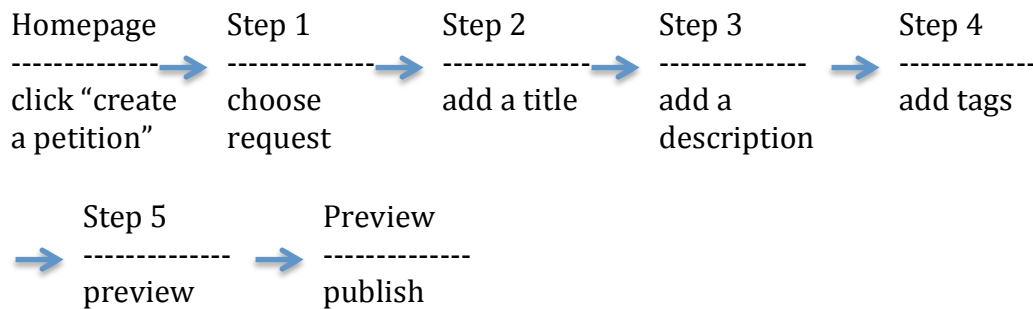 Homepage Step 1 Step 2 Step 3 Step 4
-------------- -------------- -------------- -------------- --------------
click “create choose add a title add a add tags
a petition” request description
Step 5 Preview
-------------- --------------
preview publish